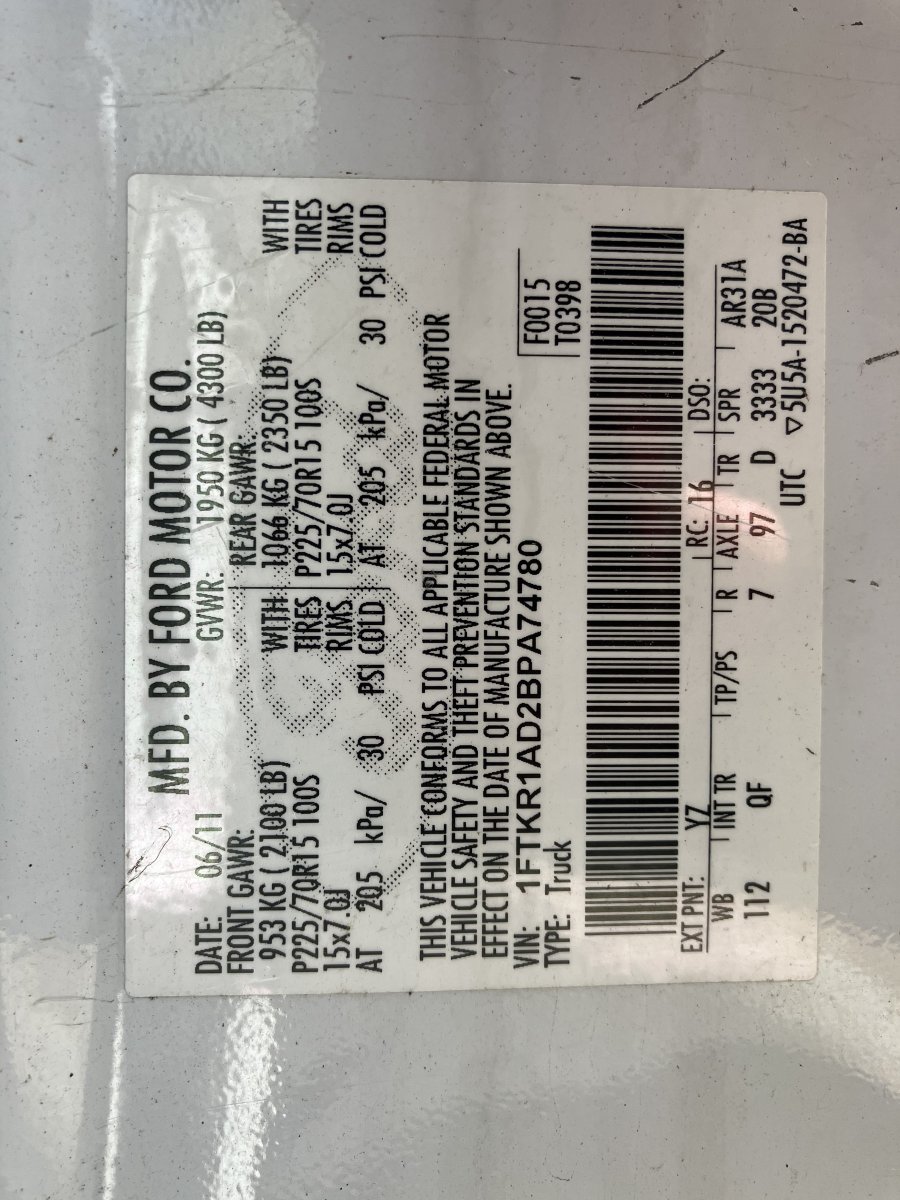 MFD. BY FORD MOTOR CO.
DATE: 06/11 GVWR: 1950 KG ( 4300 LB)
FRONT GAWR: REAR GAWR:
953 KG ( 2100 LB) WITH 1066 KG ( 2350 LB) WITH
P225/70R15 100S TIRES P225/70R15 100S TIRES
15x7.0J RIMS 15x7.0J RIMS
AT 205 kPa/ 30 PSI COLD AT 205 kPa/ 30 PSI COLD
THIS VEHICLE CONFORMS TO ALL APPLICABLE FEDERAL MOTOR
VEHICLE SAFETY AND THEFT PREVENTION STANDARDS IN
EFFECT ON THE DATE OF MANUFACTURE SHOWN ABOVE.
VIN: 1FTKR1AD2BPA74780 F0015
TYPE: Truck T0398
EXT PNT: YZ RC: 16 DSO:
WB INT TR TP/PS R AXLE TR SPR AR31A
112 QF 7 97 D 3333 20B
UTC ▽5U5A-1520472-BA